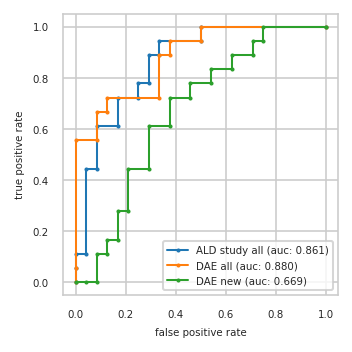 1.0
0.8
0.6
0.4
0.2
0.0
true positive rate
ALD study all (auc: 0.861)
DAE all (auc: 0.880)
DAE new (auc: 0.669)
0.0 0.2 0.4 0.6 0.8 1.0
false positive rate